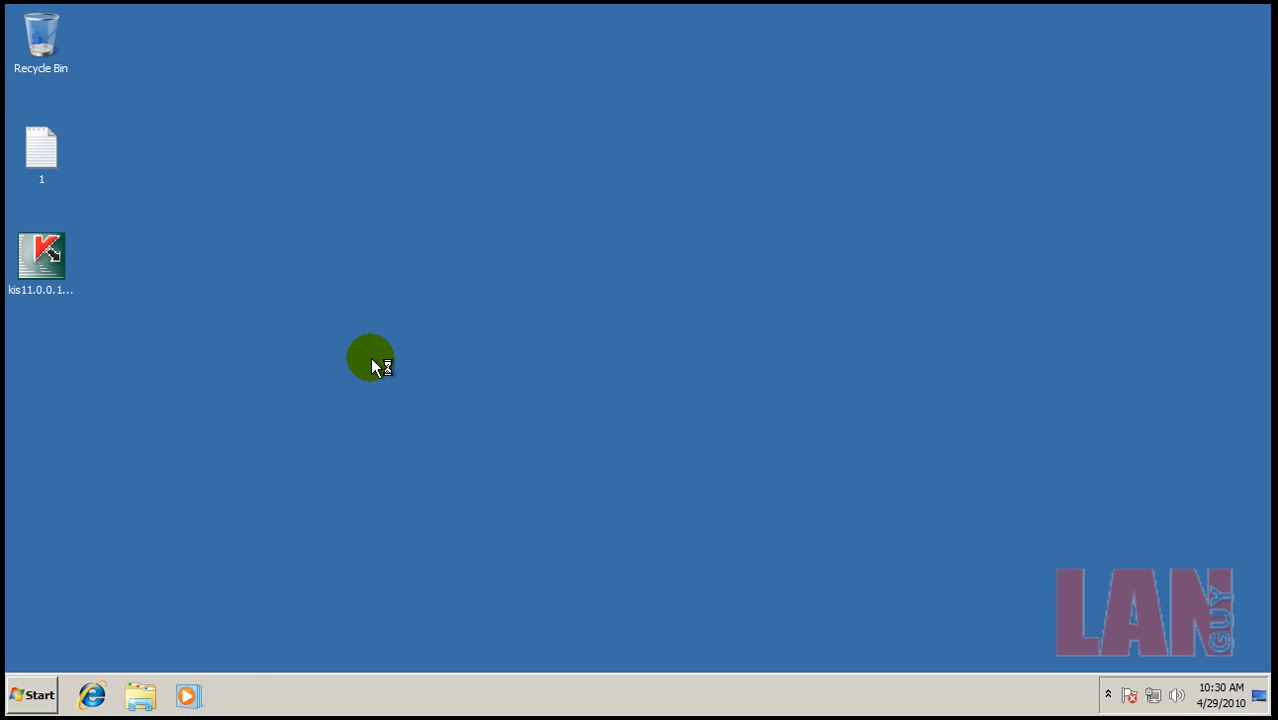 Recycle Bin
1
kis11.0.0.1...
LAN
GUY
Start
10:30 AM
4/29/2010